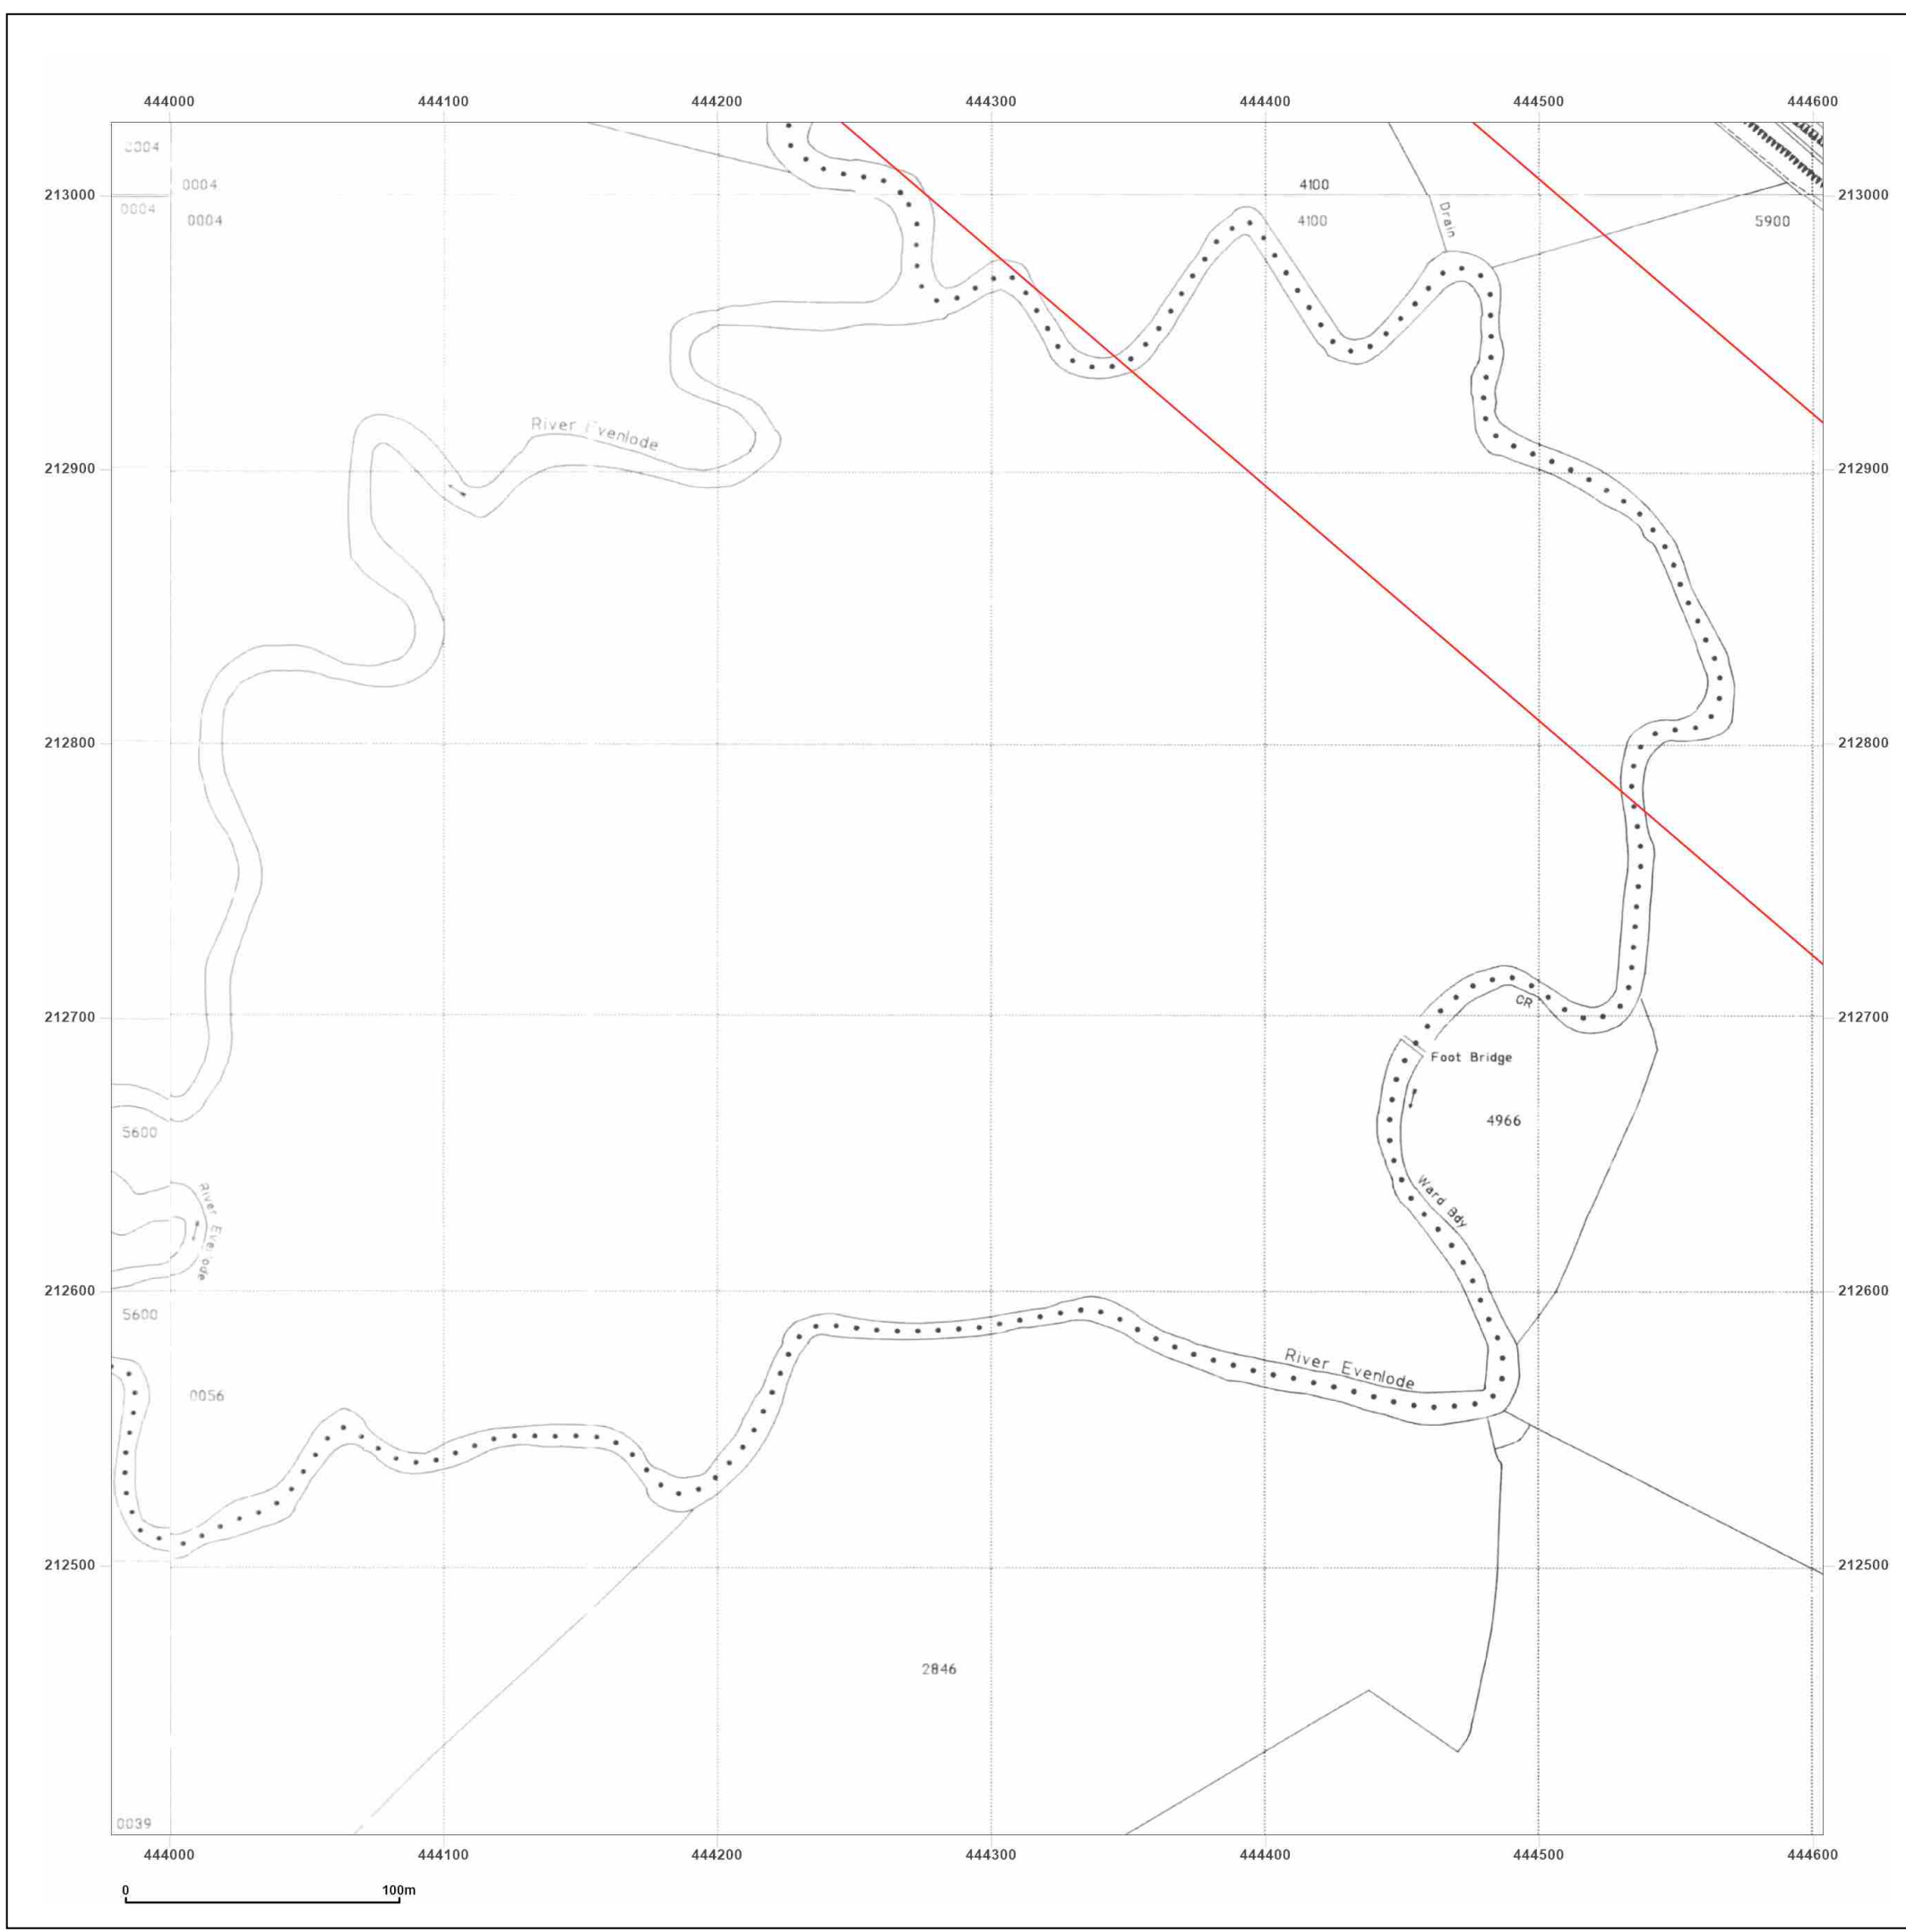 444000 444100 444200 444300 444400 444500 444600
0004
213000 0004 4100 213000
0004 0004 4100 Drain 5900
River Evenlode
212900 212900
212800 212800
212700 CR 212700
Foot Bridge
5600 4966
River Evenlode
Ward Bdy
212600 212600
5600
River Evenlode
0056
212500 212500
2846
0039
444000 444100 444200 444300 444400 444500 444600
0 100m